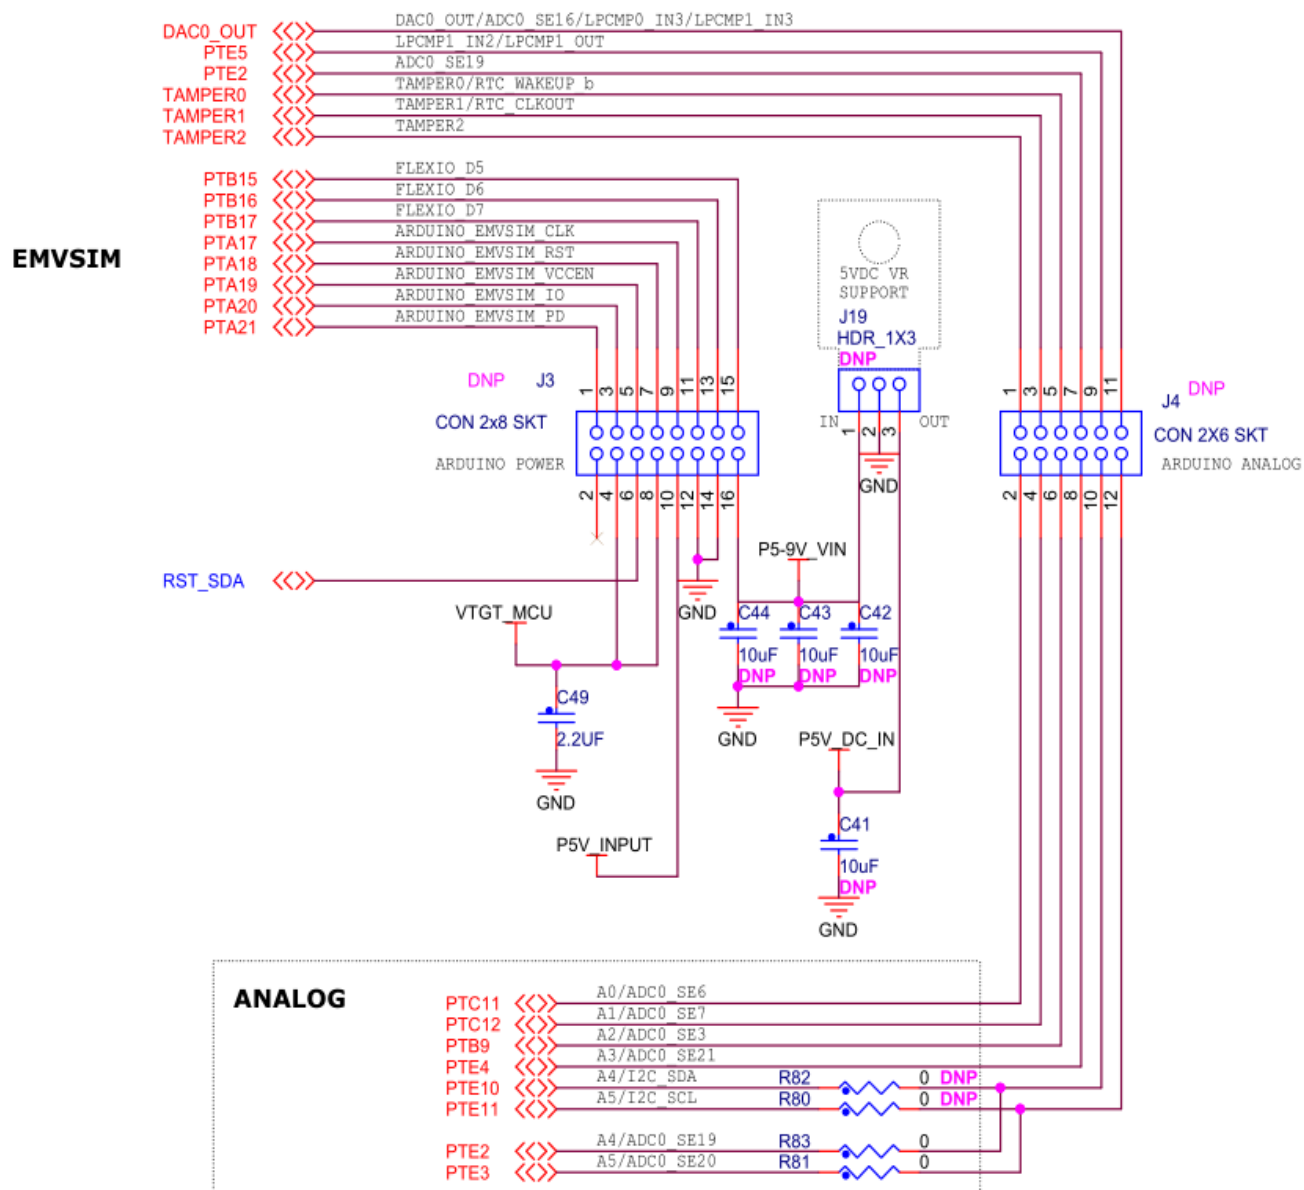 DAC0_OUT DAC0_OUT/ADC0_SE16/LPCMP0_IN3/LPCMP1_IN3
PTE5 LPCMP1_IN2/LPCMP1_OUT
PTE2 ADC0_SE19
TAMPER0 TAMPER0/RTC_WAKEUP_b
TAMPER1 TAMPER1/RTC_CLKOUT
TAMPER2 TAMPER2
PTB15 FLEXIO_D5
PTB16 FLEXIO_D6
PTB17 FLEXIO_D7
PTA17 ARDUINO_EMVSIM_CLK
EMVSIM
PTA18 ARDUINO_EMVSIM_RST
PTA19 ARDUINO_EMVSIM_VCCEN
PTA20 ARDUINO_EMVSIM_IO
PTA21 ARDUINO_EMVSIM_PD
5VDC VR
SUPPORT
J19
HDR_1X3
DNP
DNP J3
1 3 5 7 9 11 13 15
CON 2x8 SKT
ARDUINO POWER
2 4 6 8 10 12 14 16
IN 1 2 3 OUT
GND
1 3 5 7 9 11
DNP
J4
CON 2X6 SKT
ARDUINO ANALOG
2 4 6 8 10 12
P5-9V_VIN
RST_SDA
GND
VTGT_MCU
C44 C43 C42
10uF 10uF 10uF
DNP DNP DNP
C49
2.2UF
GND
GND
P5V_DC_IN
C41
10uF
DNP
GND
P5V_INPUT
ANALOG
PTC11 A0/ADC0_SE6
PTC12 A1/ADC0_SE7
PTB9 A2/ADC0_SE3
PTE4 A3/ADC0_SE21
PTE10 A4/I2C_SDA R82 0 DNP
PTE11 A5/I2C_SCL R80 0 DNP
PTE2 A4/ADC0_SE19 R83 0
PTE3 A5/ADC0_SE20 R81 0